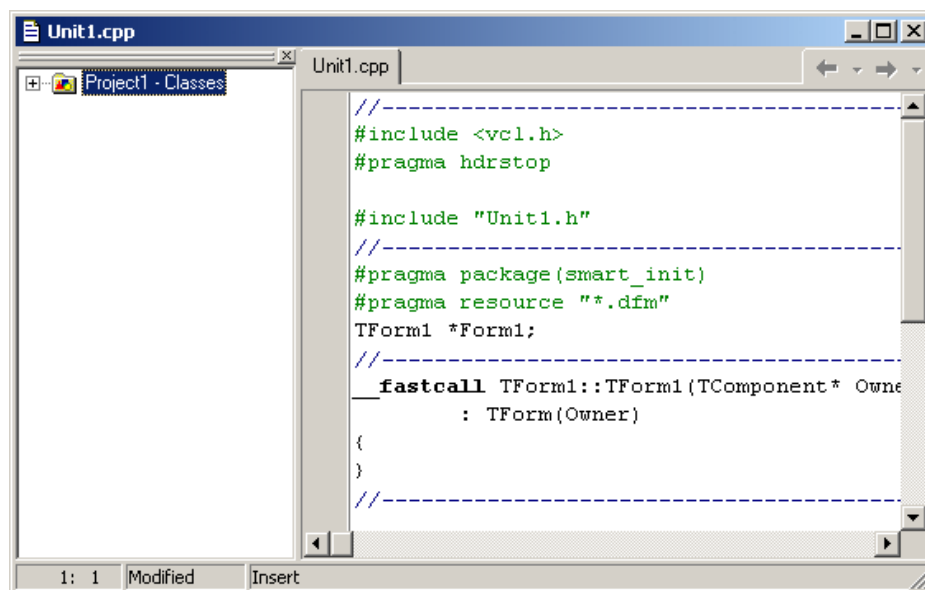 Unit1.cpp
Project1 - Classes
Unit1.cpp
//----------------------------------------
#include <vcl.h>
#pragma hdrstop
#include "Unit1.h"
//----------------------------------------
#pragma package(smart_init)
#pragma resource "*.dfm"
TForm1 *Form1;
//----------------------------------------
__fastcall TForm1::TForm1(TComponent* Owne
: TForm(Owner)
{
}
//----------------------------------------
1: 1 Modified Insert